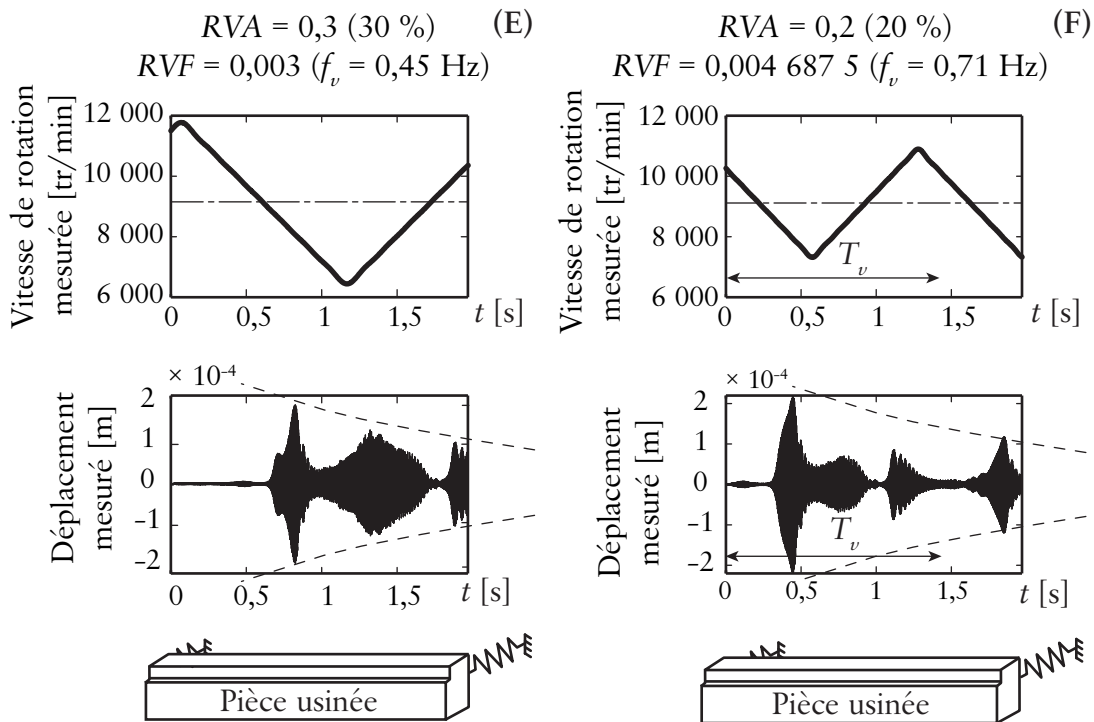 RVA = 0,3 (30 %)
(E)
RVF = 0,003 (fᵥ = 0,45 Hz)
Vitesse de rotation
mesurée [tr/min]
12 000
10 000
8 000
6 000
0
0,5
1
1,5
t [s]
× 10⁻⁴
Déplacement
mesuré [m]
2
1
0
–1
–2
0
0,5
1
1,5
t [s]
Pièce usinée
RVA = 0,2 (20 %)
(F)
RVF = 0,004 687 5 (fᵥ = 0,71 Hz)
Vitesse de rotation
mesurée [tr/min]
12 000
10 000
8 000
6 000
Tᵥ
0
0,5
1
1,5
t [s]
× 10⁻⁴
Déplacement
mesuré [m]
2
1
0
–1
–2
Tᵥ
0
0,5
1
1,5
t [s]
Pièce usinée